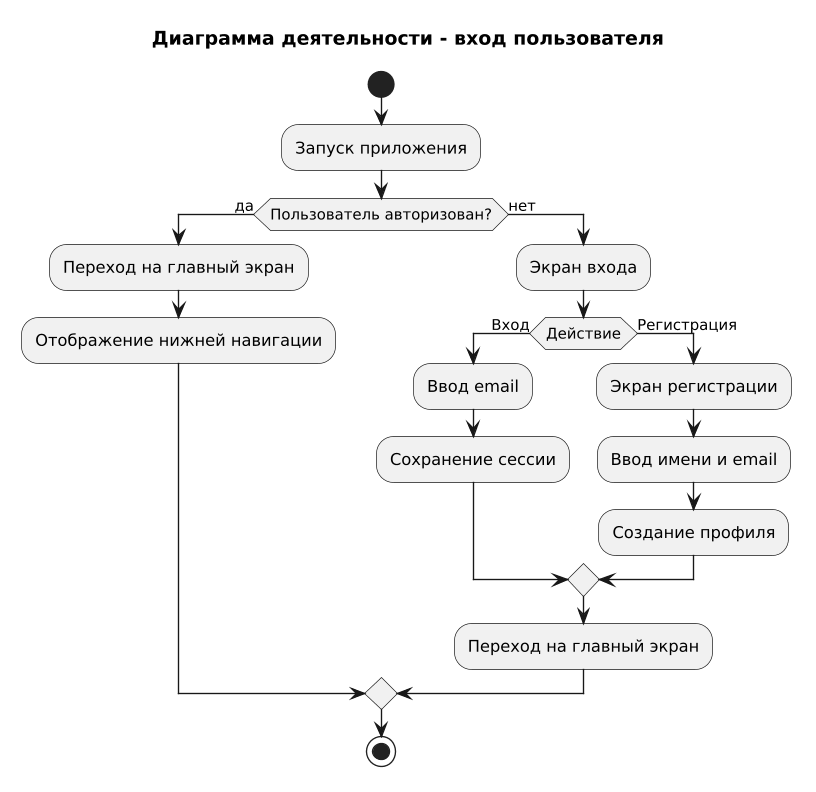 Диаграмма деятельности - вход пользователя
Запуск приложения
Пользователь авторизован?
да
нет
Переход на главный экран
Отображение нижней навигации
Экран входа
Действие
Вход
Регистрация
Ввод email
Сохранение сессии
Экран регистрации
Ввод имени и email
Создание профиля
Переход на главный экран